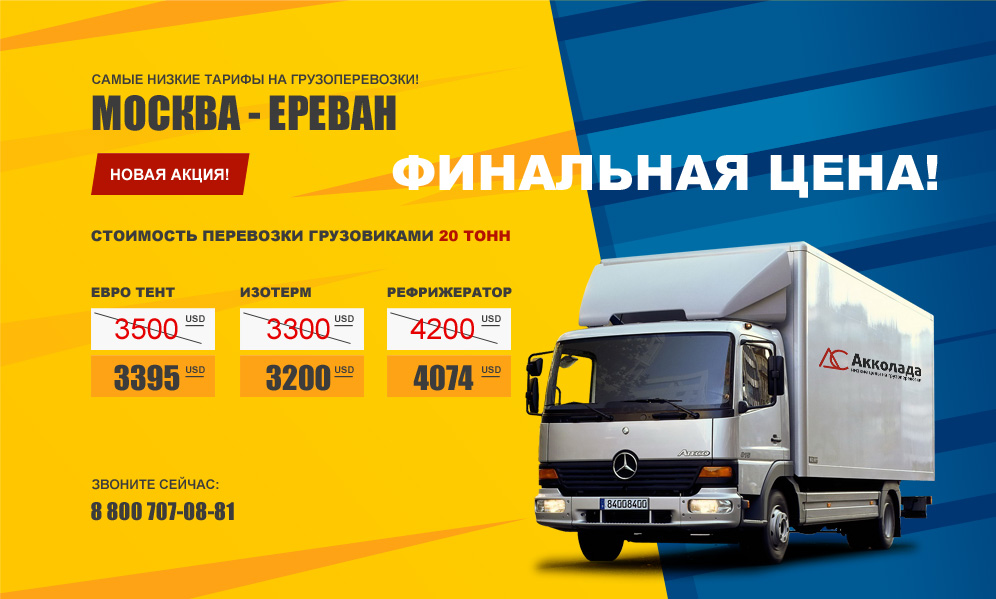 САМЫЕ НИЗКИЕ ТАРИФЫ НА ГРУЗОПЕРЕВОЗКИ!
МОСКВА - ЕРЕВАН
НОВАЯ АКЦИЯ!
ФИНАЛЬНАЯ ЦЕНА!
СТОИМОСТЬ ПЕРЕВОЗКИ ГРУЗОВИКАМИ 20 ТОНН
ЕВРО ТЕНТ ИЗОТЕРМ РЕФРИЖЕРАТОР
3500 USD 3300 USD 4200 USD
3395 USD 3200 USD 4074 USD
Акколада
Atego
84008400
ЗВОНИТЕ СЕЙЧАС:
8 800 707-08-81